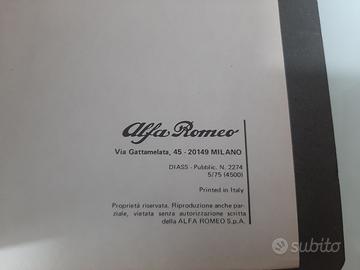 Alfa Romeo
Via Gattamelata, 45 - 20149 MILANO
DIASS - Pubblic. N. 2274
5/75 (4500)
Printed in Italy
Proprietà riservata. Riproduzione anche par-
ziale, vietata senza autorizzazione scritta
della ALFA ROMEO S.p.A.
subito